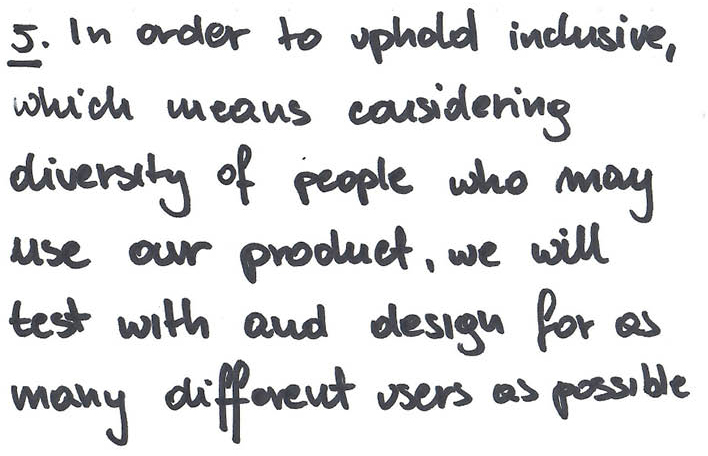 5. In order to uphold inclusive,
which means considering
diversity of people who may
use our product, we will
test with and design for as
many different users as possible